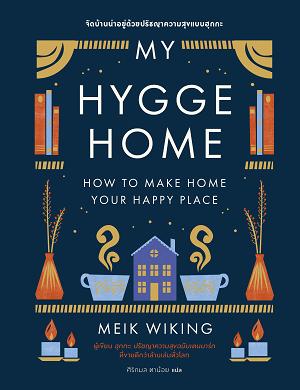 จัดบ้านน่าอยู่ด้วยปรัชญาความสุขแบบฮุกกะ
MY
HYGGE
HOME
HOW TO MAKE HOME
YOUR HAPPY PLACE
MEIK WIKING
ผู้เขียน ฮุกกะ ปรัชญาความสุขฉบับเดนมาร์ก
ที่ขายดีกว่าล้านเล่มทั่วโลก
ศิริกมล ตาน้อย แปล